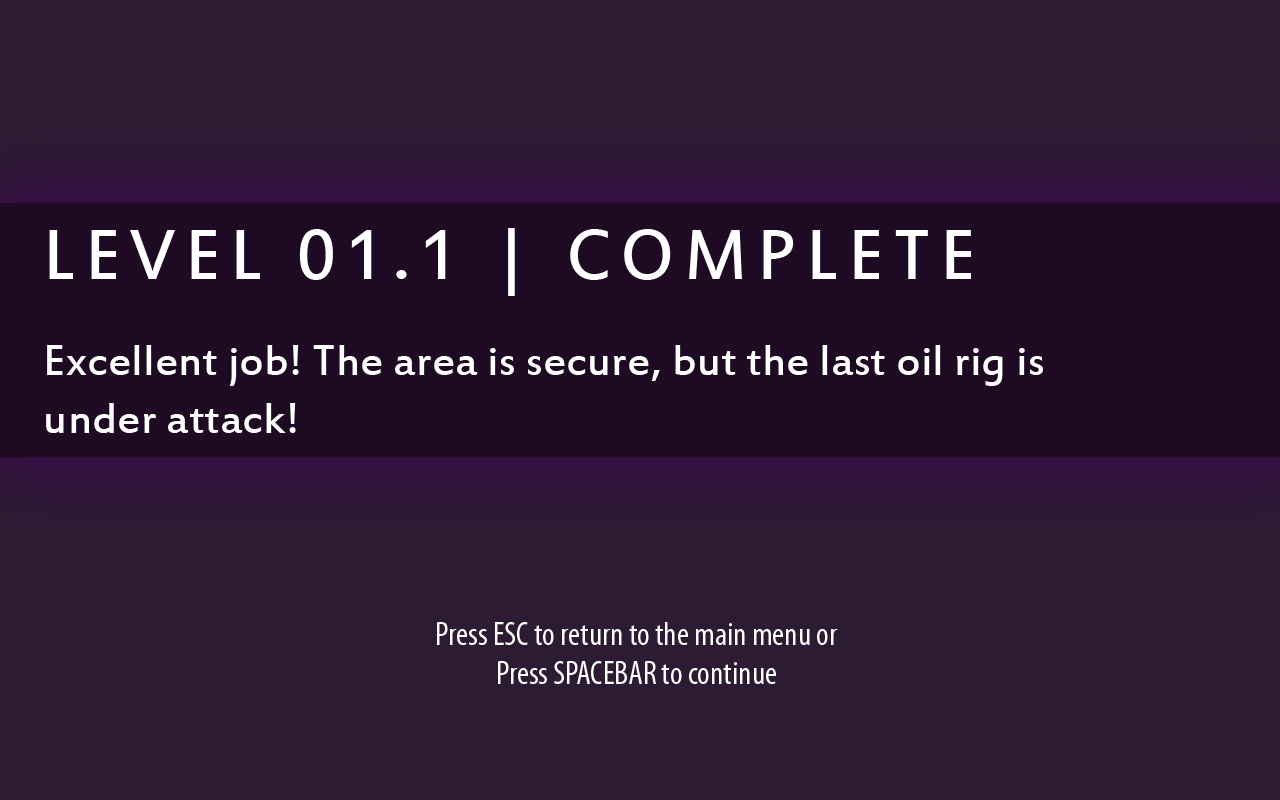 LEVEL 01.1 | COMPLETE
Excellent job! The area is secure, but the last oil rig is
under attack!
Press ESC to return to the main menu or
Press SPACEBAR to continue